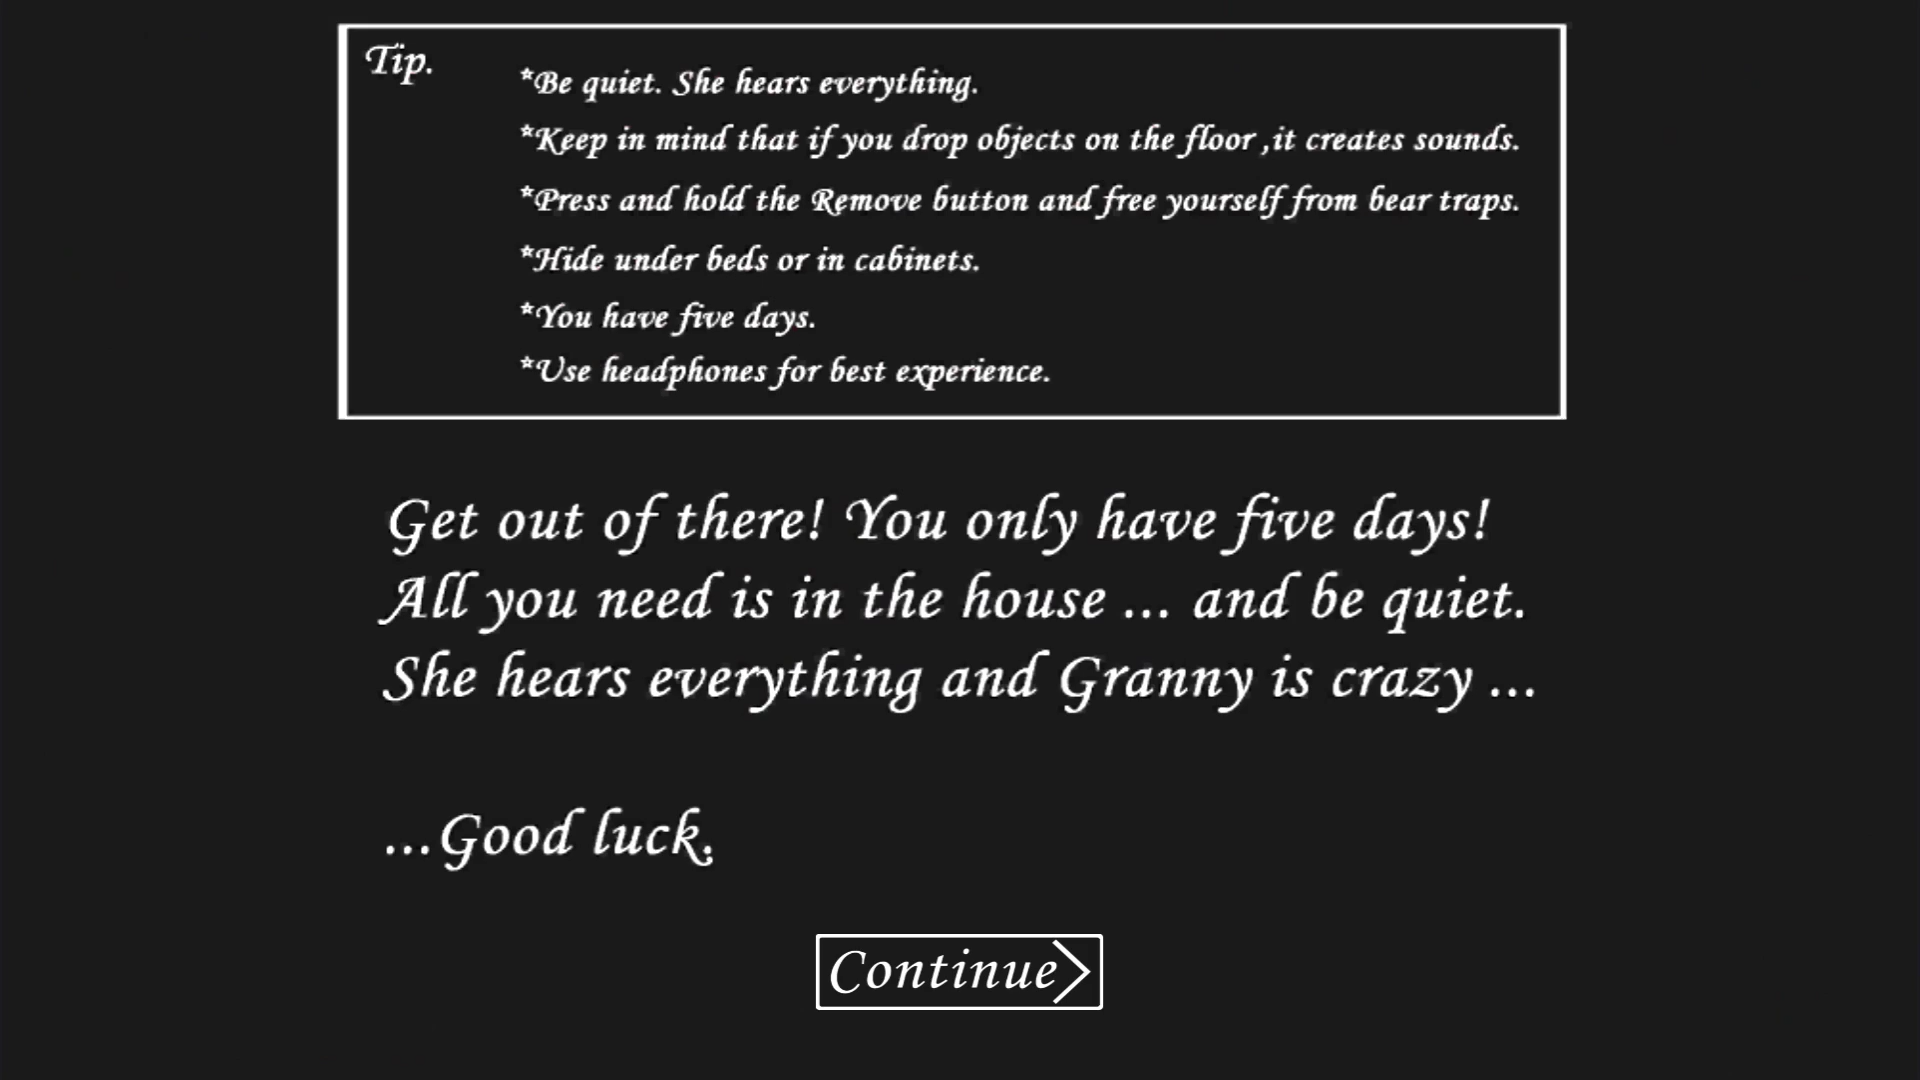 Tip.
*Be quiet. She hears everything.
*Keep in mind that if you drop objects on the floor ,it creates sounds.
*Press and hold the Remove button and free yourself from bear traps.
*Hide under beds or in cabinets.
*You have five days.
*Use headphones for best experience.
Get out of there! You only have five days!
All you need is in the house ... and be quiet.
She hears everything and Granny is crazy ...
...Good luck.
Continue